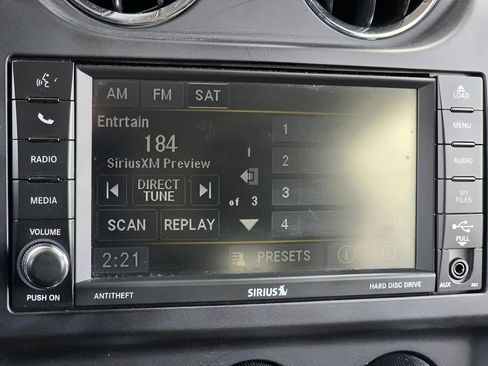 AM FM SAT
Entrtain
184
SiriusXM Preview
DIRECT
TUNE
SCAN REPLAY
2:21
1
of 3
1
2
3
4
PRESETS
RADIO
MEDIA
VOLUME
PUSH ON
LOAD
MENU
AUDIO
MY
FILES
PULL
AUX
ANTITHEFT
SIRIUS
HARD DISC DRIVE